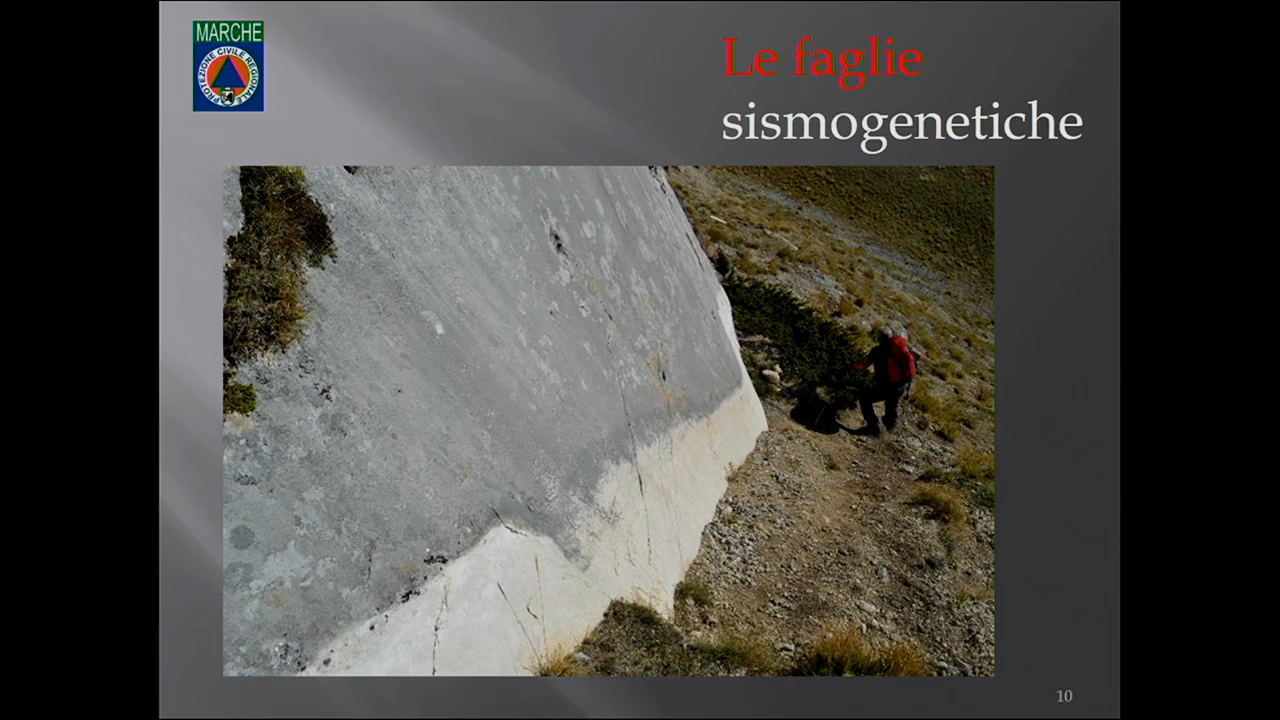 MARCHE
PROTEZIONE CIVILE REGIONALE
Le faglie
sismogenetiche
10